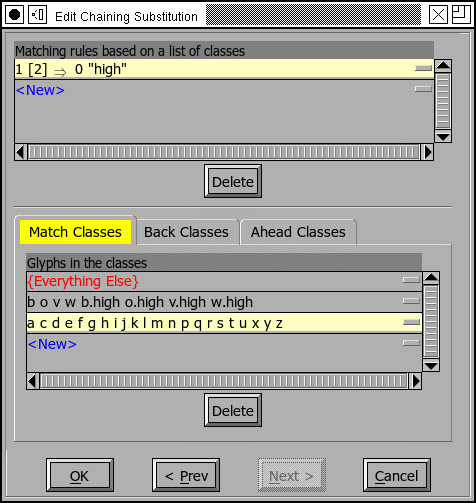 Edit Chaining Substitution
Matching rules based on a list of classes
1 [2] ⇒ 0 "high"
<New>
Delete
Match Classes Back Classes Ahead Classes
Glyphs in the classes
{Everything Else}
b o v w b.high o.high v.high w.high
a c d e f g h i j k l m n p q r s t u x y z
<New>
Delete
OK < Prev Next > Cancel